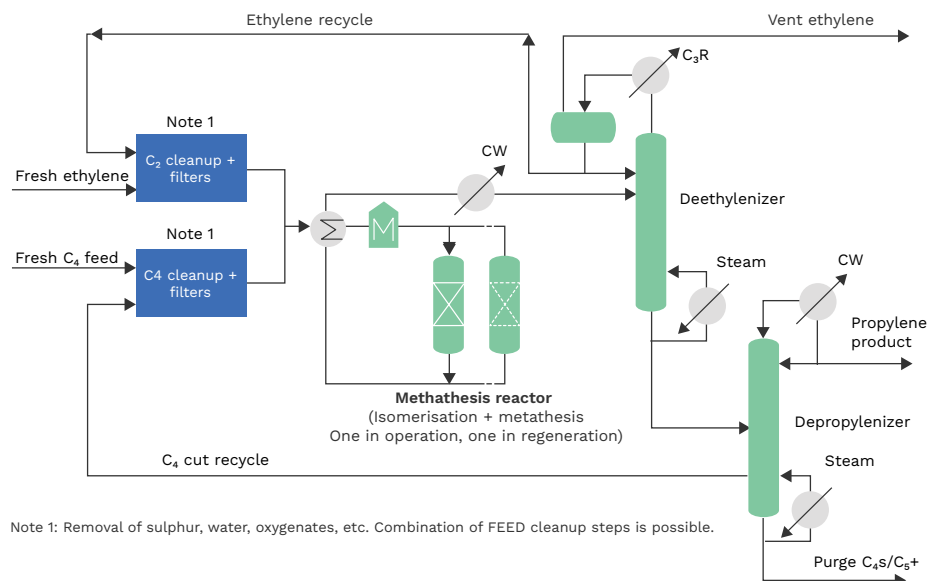 Ethylene recycle
Vent ethylene
C₃R
Note 1
C₂ cleanup +
filters
Fresh ethylene
CW
Deethylenizer
Note 1
Fresh C₄ feed
C4 cleanup +
filters
Σ
M
Steam
CW
Propylene
product
Methathesis reactor
(Isomerisation + metathesis
One in operation, one in regeneration)
Depropylenizer
C₄ cut recycle
Steam
Note 1: Removal of sulphur, water, oxygenates, etc. Combination of FEED cleanup steps is possible.
Purge C₄s/C₅+